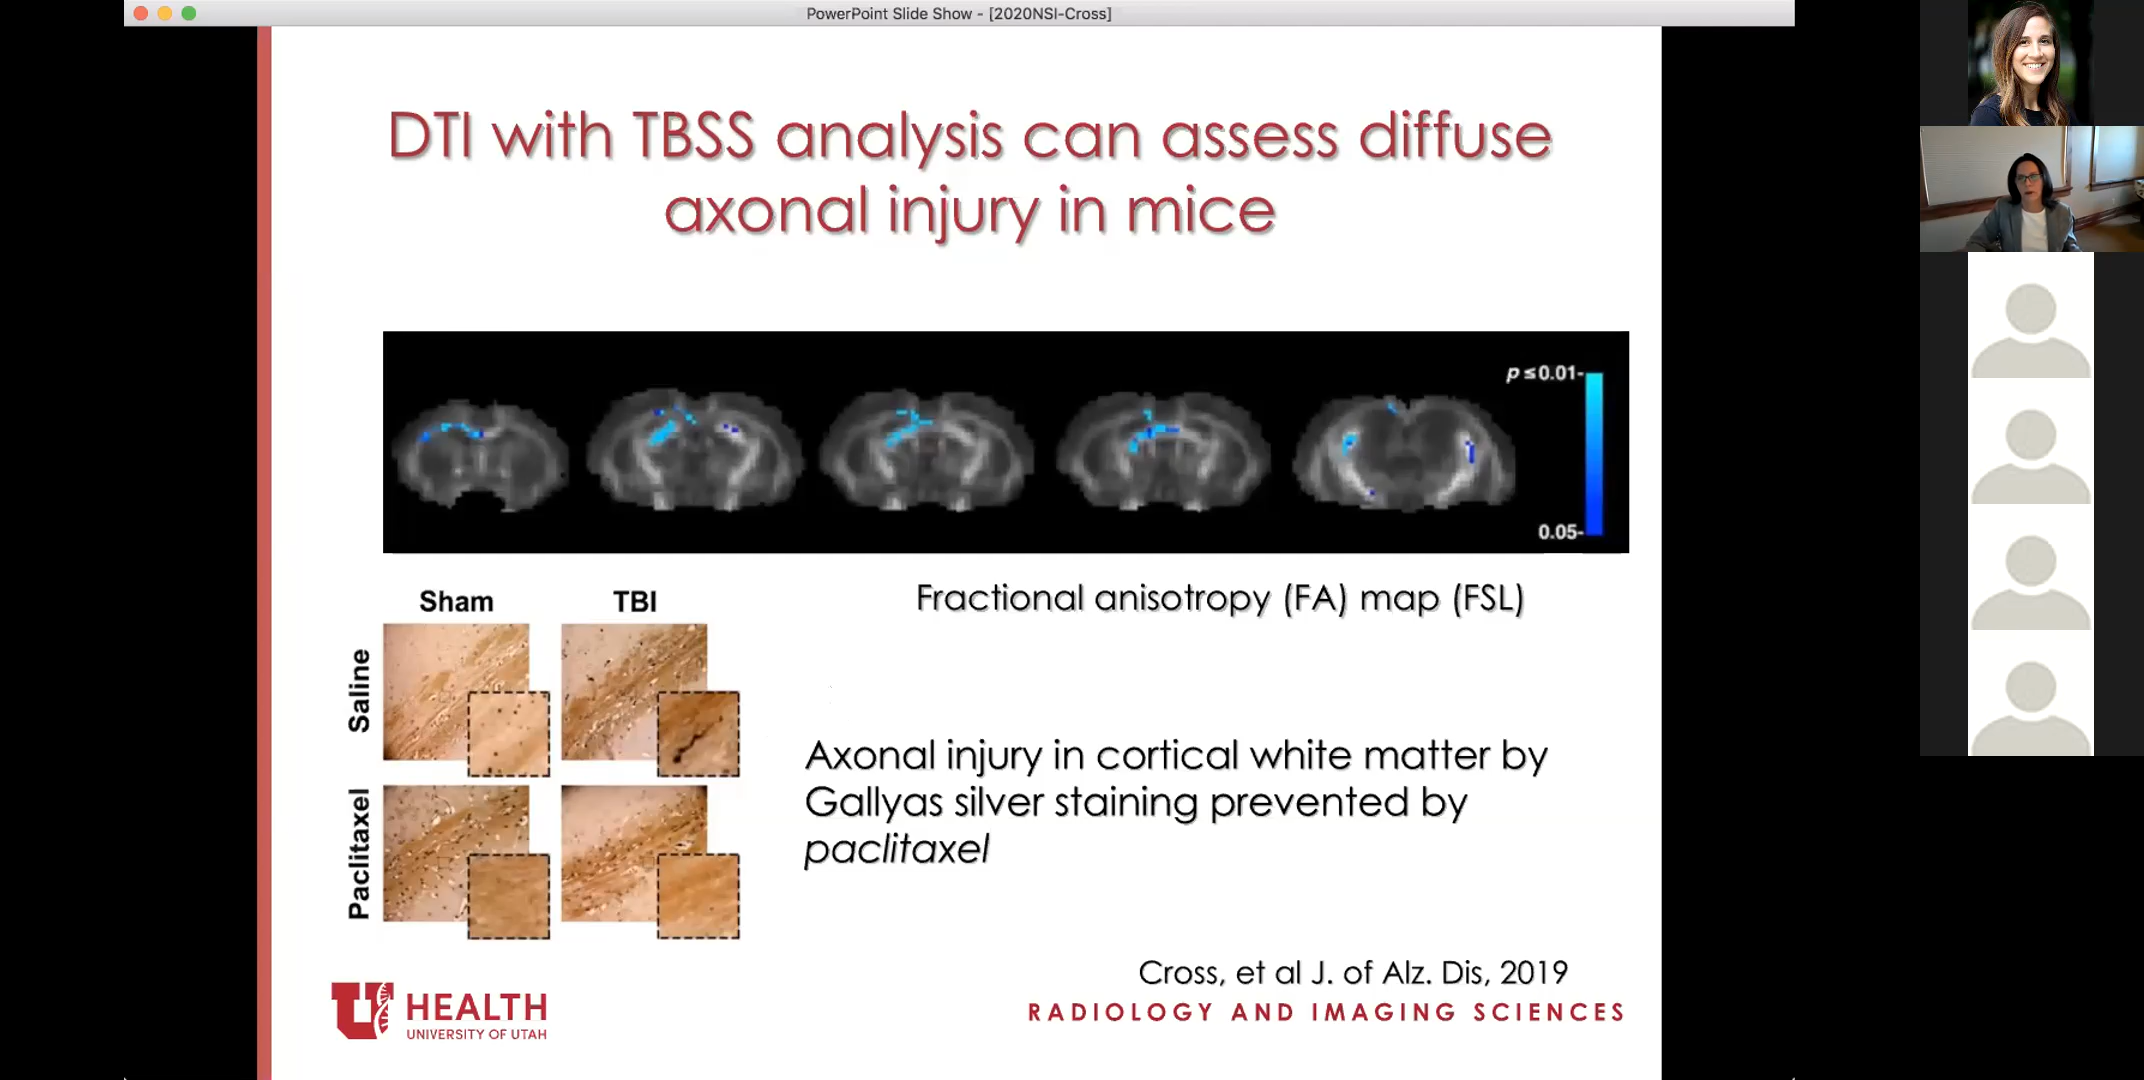 PowerPoint Slide Show - [2020NSI-Cross]
DTI with TBSS analysis can assess diffuse
axonal injury in mice
p ≤0.01-
0.05-
Fractional anisotropy (FA) map (FSL)
Sham
TBI
Saline
Paclitaxel
Axonal injury in cortical white matter by
Gallyas silver staining prevented by
paclitaxel
Cross, et al J. of Alz. Dis, 2019
RADIOLOGY AND IMAGING SCIENCES
U HEALTH
UNIVERSITY OF UTAH